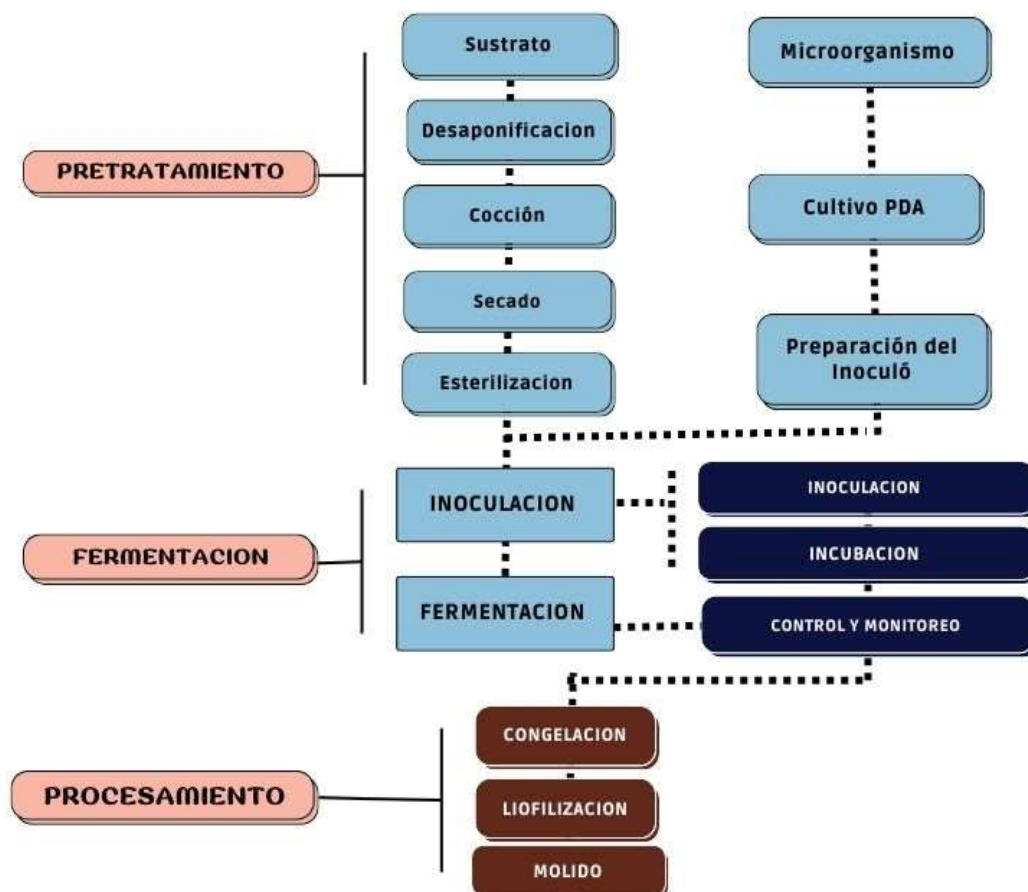 Sustrato
Microorganismo
Desaponificacion
PRETRATAMIENTO
Cocción
Cultivo PDA
Secado
Preparación del
Inoculó
Esterilizacion
INOCULACION
INOCULACION
FERMENTACION
INCUBACION
FERMENTACION
CONTROL Y MONITOREO
CONGELACION
PROCESAMIENTO
LIOFILIZACION
MOLIDO